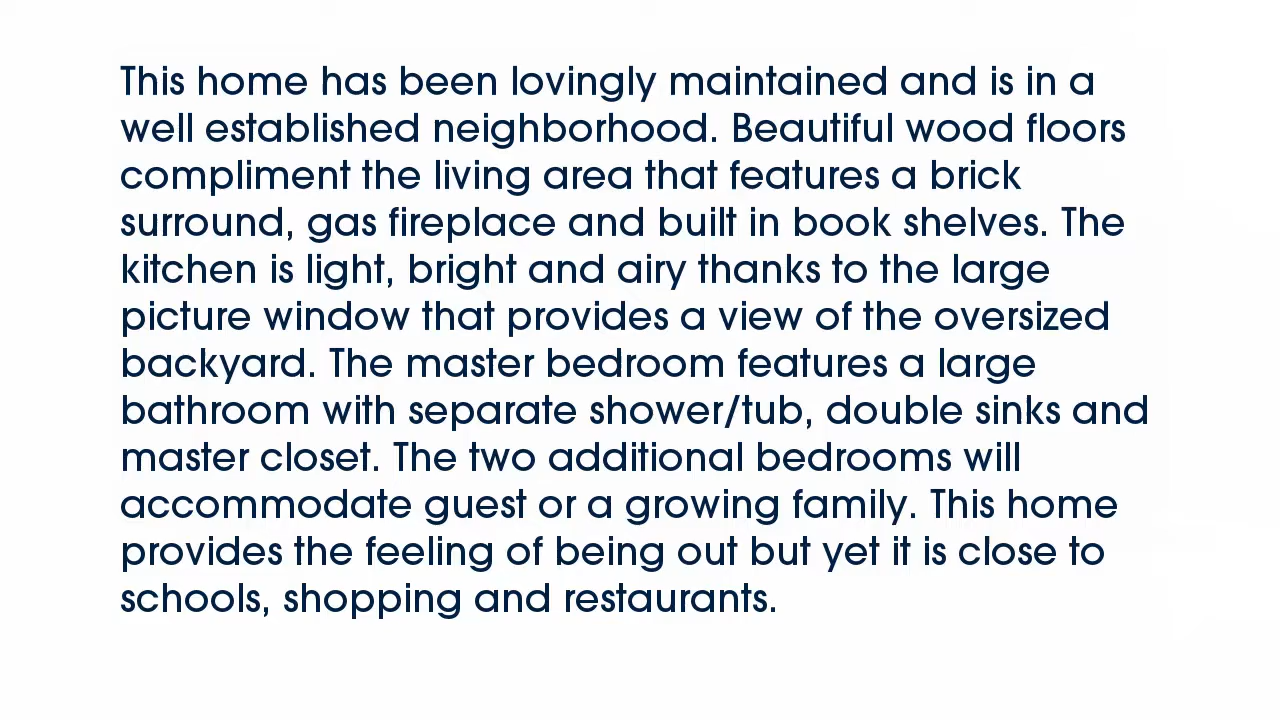 This home has been lovingly maintained and is in a
well established neighborhood. Beautiful wood floors
compliment the living area that features a brick
surround, gas fireplace and built in book shelves. The
kitchen is light, bright and airy thanks to the large
picture window that provides a view of the oversized
backyard. The master bedroom features a large
bathroom with separate shower/tub, double sinks and
master closet. The two additional bedrooms will
accommodate guest or a growing family. This home
provides the feeling of being out but yet it is close to
schools, shopping and restaurants.